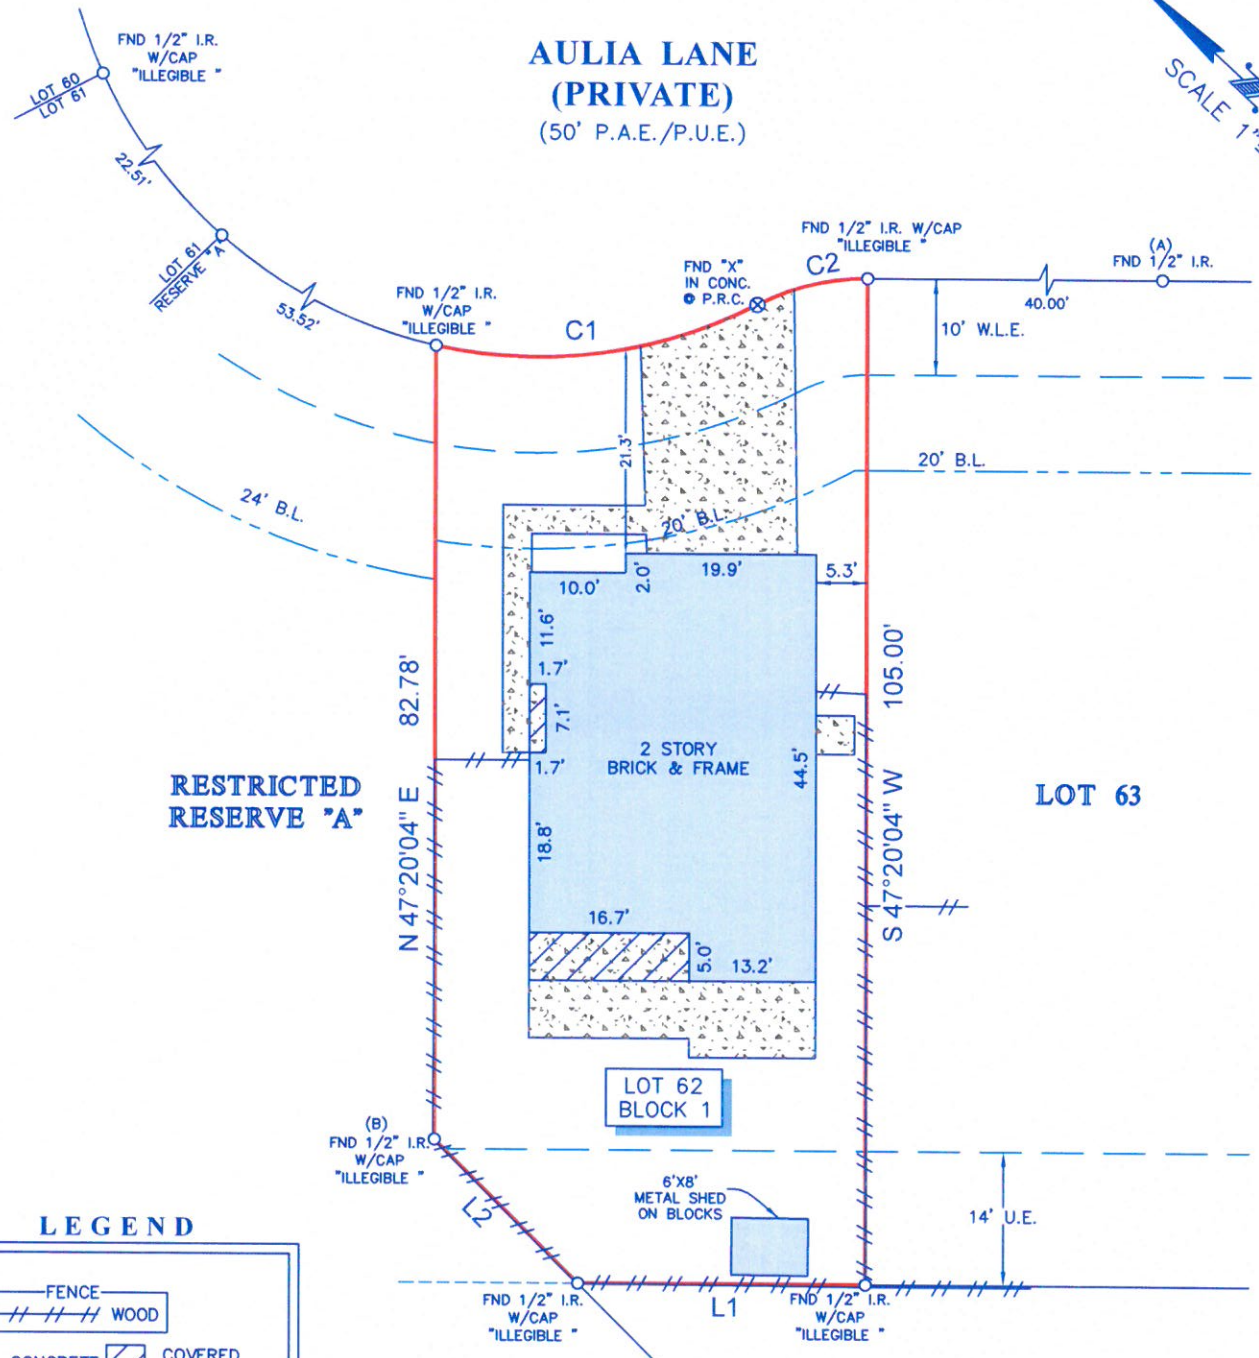 AULIA LANE
(PRIVATE)
(50' P.A.E./P.U.E.)
SCALE 1"
FND 1/2" I.R.
W/CAP
"ILLEGIBLE "
LOT 60
LOT 61
22.51'
LOT 61
RESERVE "A"
53.52'
FND 1/2" I.R.
W/CAP
"ILLEGIBLE "
C1
FND "X"
IN CONC.
@ P.R.C.
FND 1/2" I.R. W/CAP
"ILLEGIBLE "
C2
(A)
FND 1/2" I.R.
40.00'
10' W.L.E.
21.3'
20' B.L.
24' B.L.
20' B.L.
10.0'
2.0'
19.9'
5.3'
11.6'
1.7'
7.1'
1.7'
82.78'
N 47°20'04" E
105.00'
S 47°20'04" W
2 STORY
BRICK & FRAME
44.5'
RESTRICTED
RESERVE "A"
LOT 63
18.8'
16.7'
5.0'
13.2'
LOT 62
BLOCK 1
(B)
FND 1/2" I.R.
W/CAP
"ILLEGIBLE "
L2
6'X8'
METAL SHED
ON BLOCKS
14' U.E.
L1
FND 1/2" I.R.
W/CAP
"ILLEGIBLE "
FND 1/2" I.R.
W/CAP
"ILLEGIBLE "
LEGEND
FENCE
WOOD
CONCRETE
COVERED